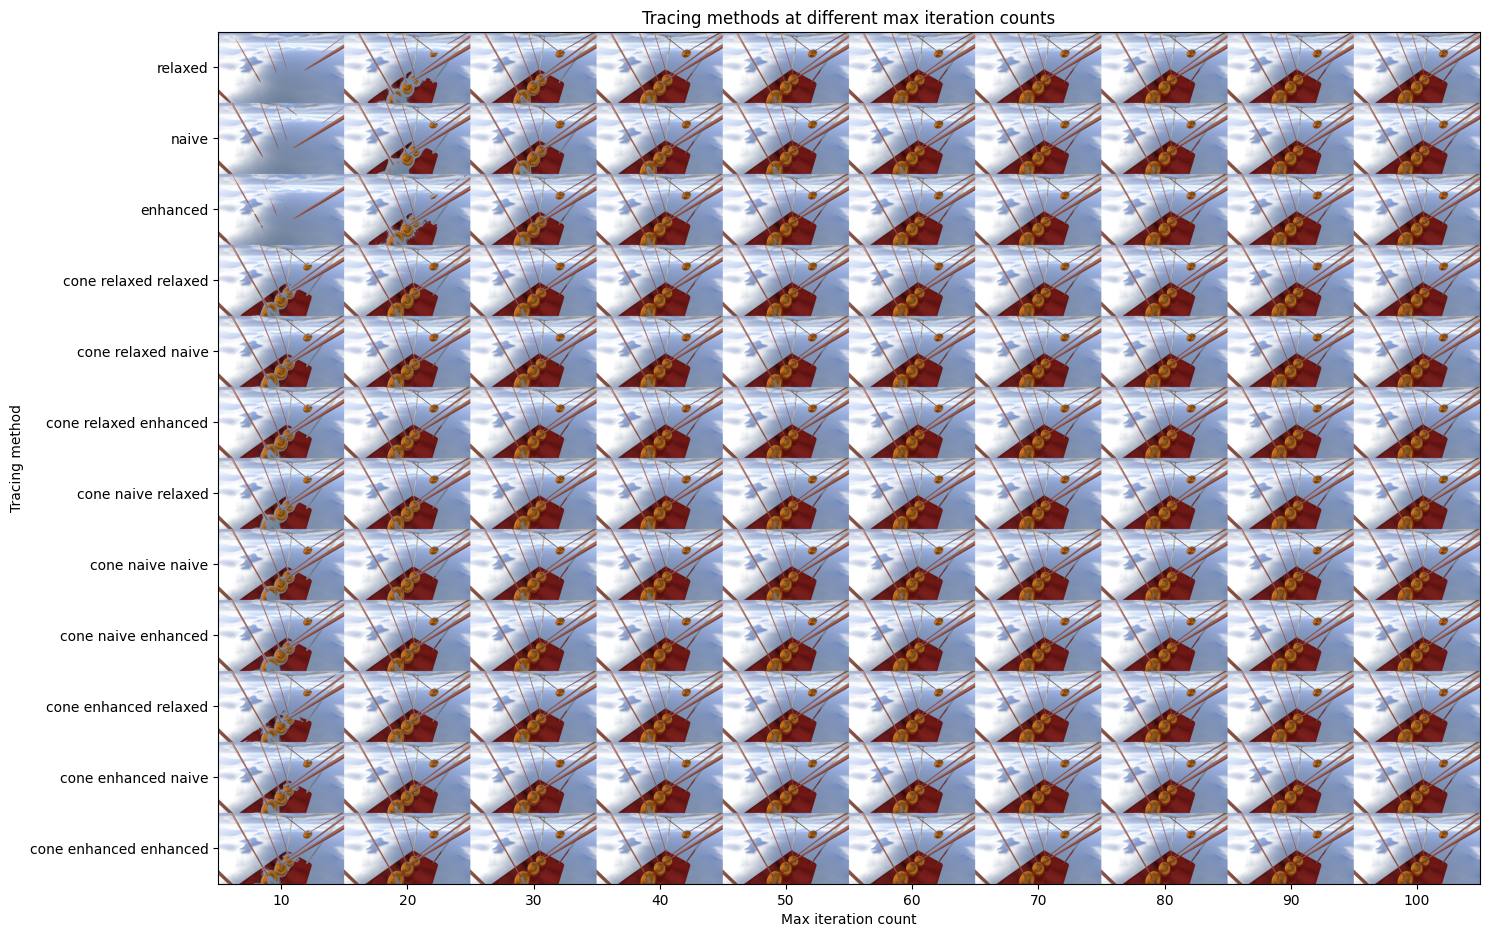 Tracing methods at different max iteration counts
Tracing method
relaxed
naive
enhanced
cone relaxed relaxed
cone relaxed naive
cone relaxed enhanced
cone naive relaxed
cone naive naive
cone naive enhanced
cone enhanced relaxed
cone enhanced naive
cone enhanced enhanced
10 20 30 40 50 60 70 80 90 100
Max iteration count